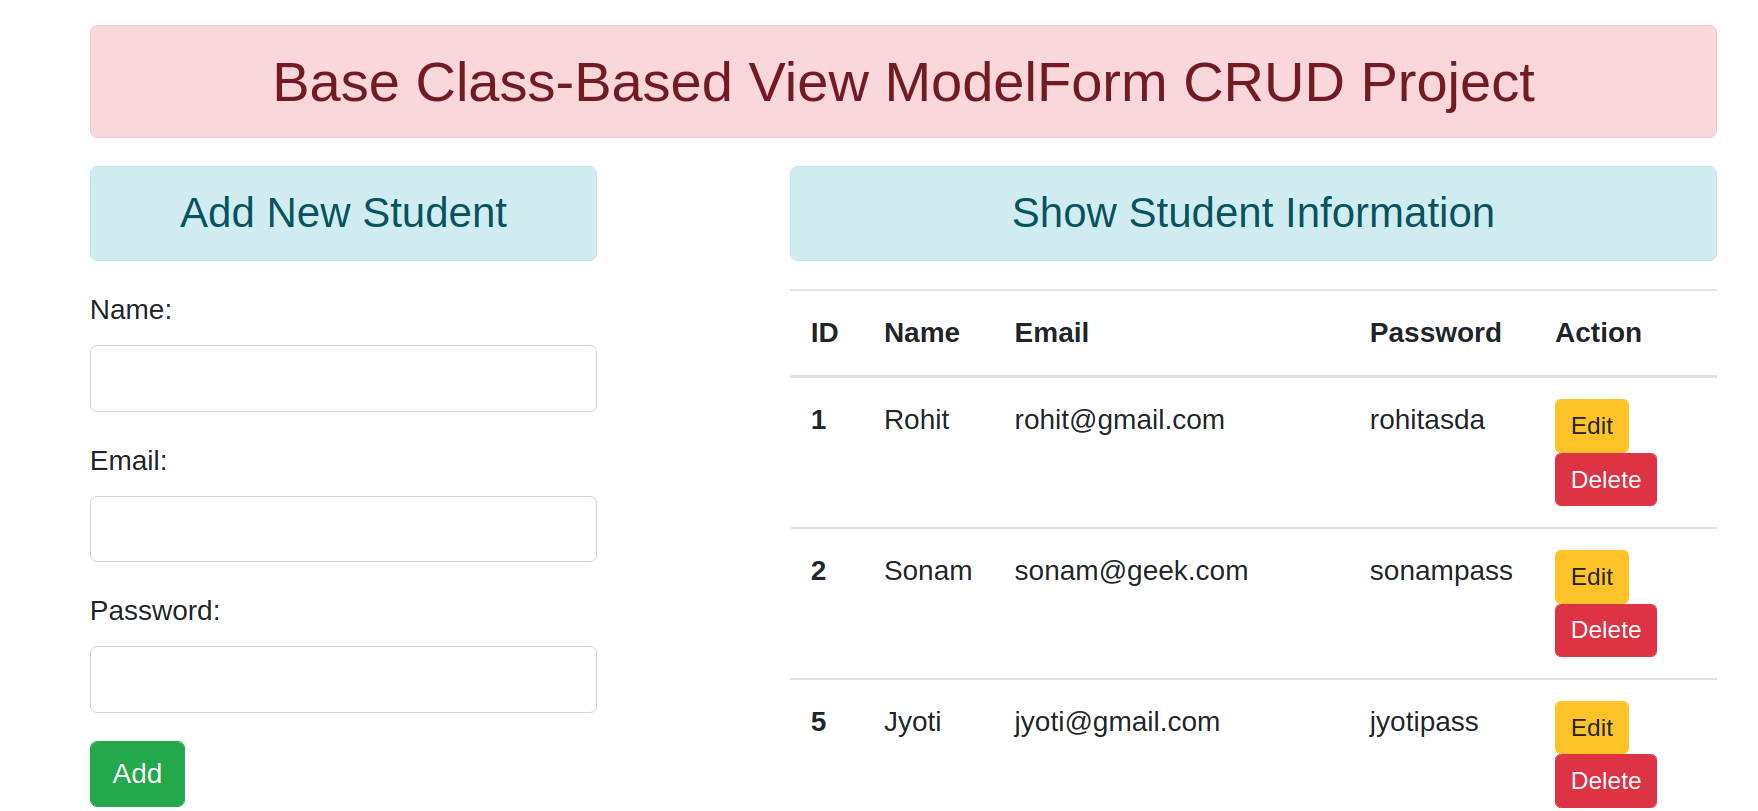 Base Class-Based View ModelForm CRUD Project
Add New Student
Name:
Email:
Password:
Add
Show Student Information
ID Name Email Password Action
1 Rohit rohit@gmail.com rohitasda Edit
Delete
2 Sonam sonam@geek.com sonampass Edit
Delete
5 Jyoti jyoti@gmail.com jyotipass Edit
Delete